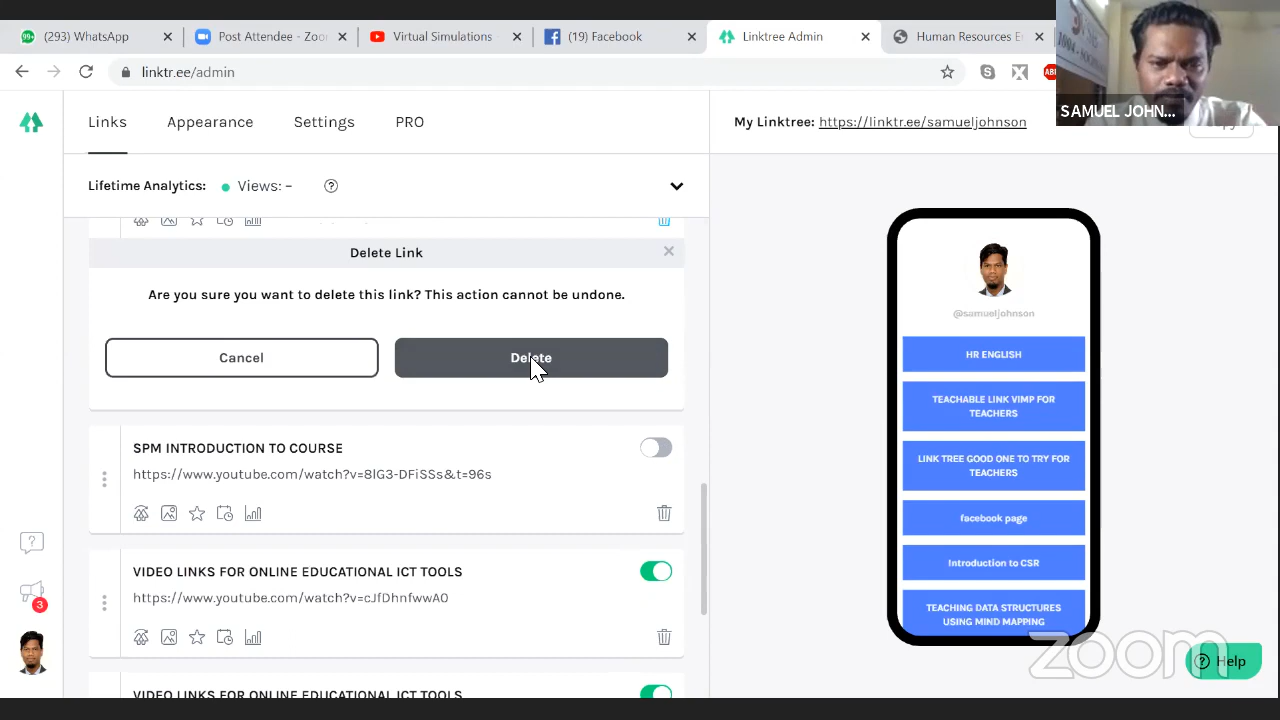 99+ (293) WhatsApp
Post Attendee - Zoo
Virtual Simulations
(19) Facebook
Linktree Admin
Human Resources E
linktr.ee/admin
SAMUEL JOHN...
Links
Appearance
Settings
PRO
My Linktree: https://linktr.ee/samueljohnson
Lifetime Analytics:
Views: –
Delete Link
Are you sure you want to delete this link? This action cannot be undone.
Cancel
Delete
SPM INTRODUCTION TO COURSE
https://www.youtube.com/watch?v=8lG3-DFiSSs&t=96s
VIDEO LINKS FOR ONLINE EDUCATIONAL ICT TOOLS
https://www.youtube.com/watch?v=cJfDhnfwwA0
VIDEO LINKS FOR ONLINE EDUCATIONAL ICT TOOLS
3
@samueljohnson
HR ENGLISH
TEACHABLE LINK VIMP FOR
TEACHERS
LINK TREE GOOD ONE TO TRY FOR
TEACHERS
facebook page
Introduction to CSR
TEACHING DATA STRUCTURES
USING MIND MAPPING
zoom
Help